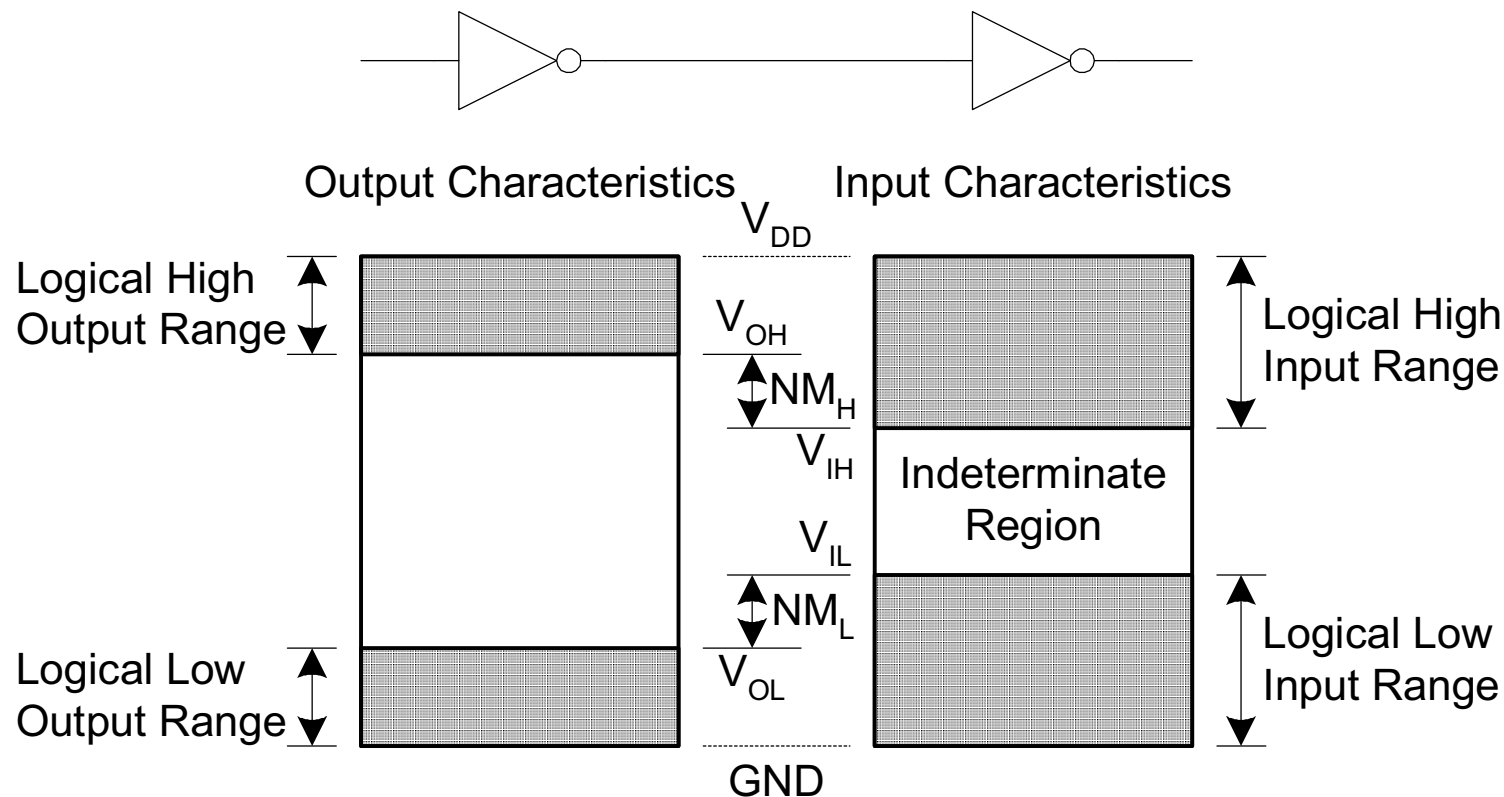 Output Characteristics
Input Characteristics
V_DD
Logical High
Output Range
V_OH
NM_H
V_IH
Logical High
Input Range
Indeterminate
Region
V_IL
NM_L
V_OL
Logical Low
Output Range
Logical Low
Input Range
GND